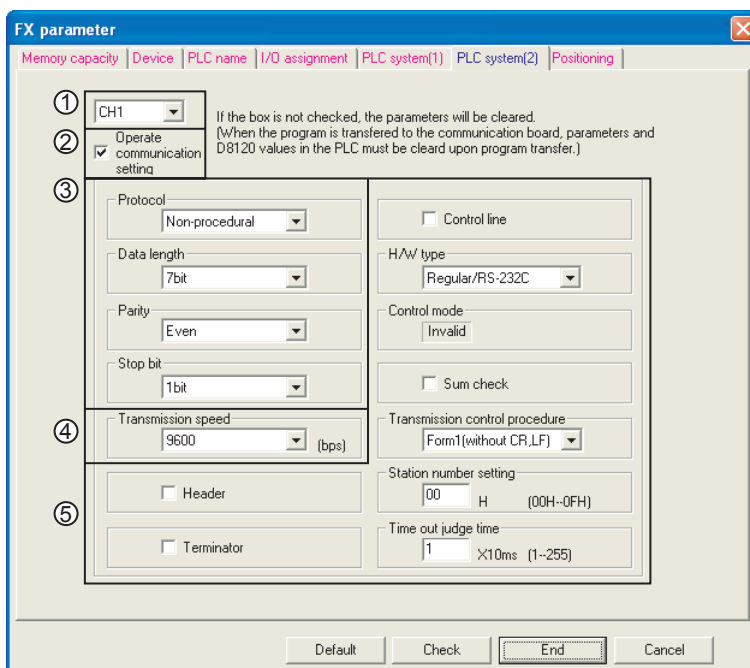 FX parameter
Memory capacity Device PLC name I/O assignment PLC system(1) PLC system(2) Positioning
① CH1
If the box is not checked, the parameters will be cleared.
② Operate communication setting
(When the program is transfered to the communication board, parameters and
D8120 values in the PLC must be cleard upon program transfer.)
③
Protocol
Non-procedural
Control line
Data length
7bit
H/W type
Regular/RS-232C
Parity
Even
Control mode
Invalid
Stop bit
1bit
Sum check
④ Transmission speed
9600 (bps)
Transmission control procedure
Form1(without CR,LF)
⑤ Header
Station number setting
00 H (00H--0FH)
Terminator
Time out judge time
1 X10ms (1--255)
Default Check End Cancel